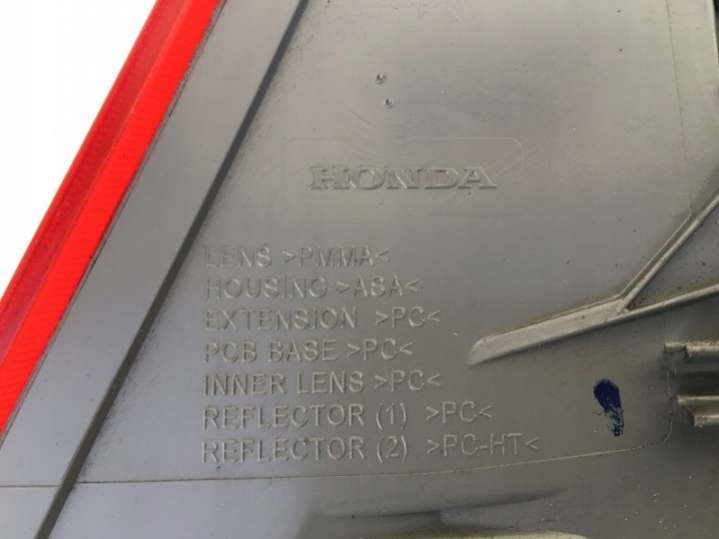 HONDA
LENS >PMMA<
HOUSING >ASA<
EXTENSION >PC<
PCB BASE >PC<
INNER LENS >PC<
REFLECTOR (1) >PC<
REFLECTOR (2) >PC-HT<